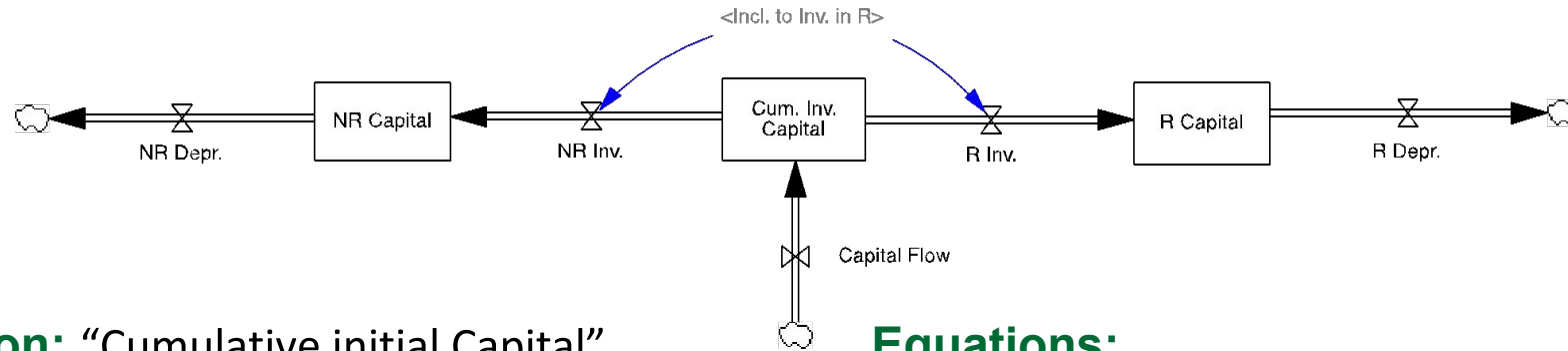 <Incl. to Inv. in R>
NR Capital
Cum. Inv.
Capital
R Capital
NR Depr.
NR Inv.
R Inv.
R Depr.
Capital Flow
on: “Cumulative initial Capital”
Equations: